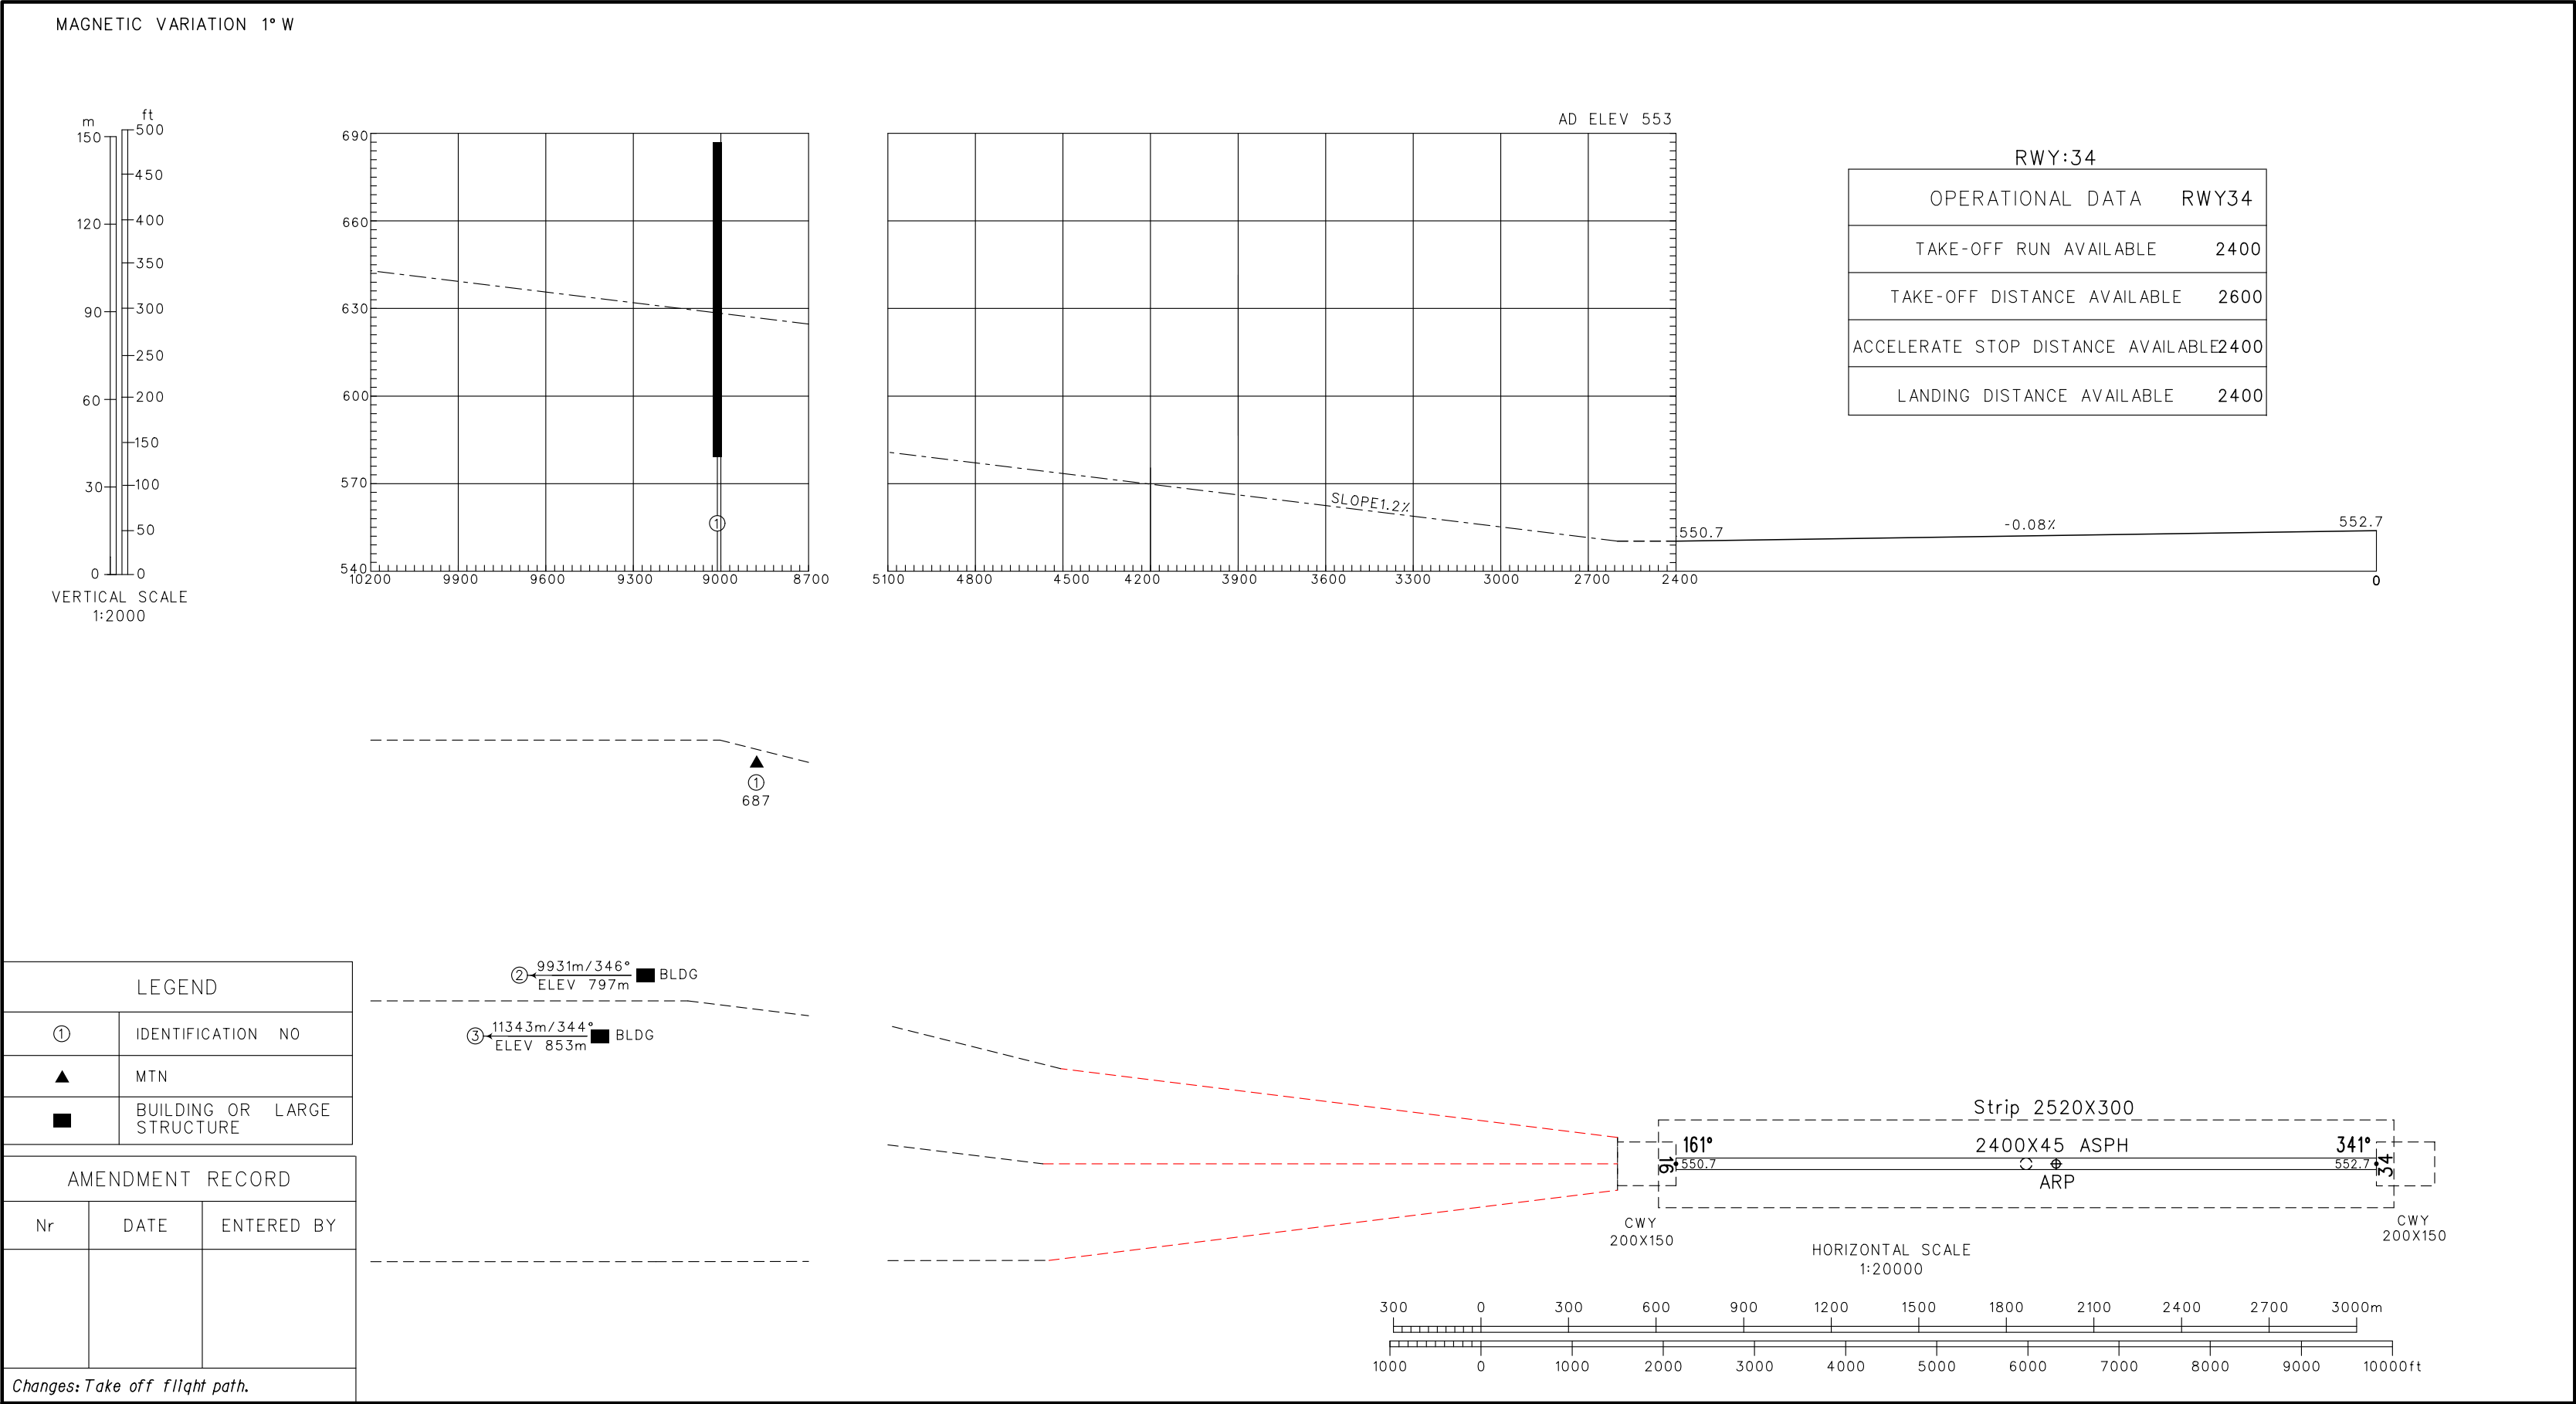 MAGNETIC VARIATION 1° W
m
ft
150
120
90
60
30
0
500
450
400
350
300
250
200
150
100
50
0
VERTICAL SCALE
1:2000
690
660
630
600
570
540
10200 9900 9600 9300 9000 8700
①
AD ELEV 553
SLOPE1.2%
5100 4800 4500 4200 3900 3600 3300 3000 2700 2400
550.7
-0.08%
552.7
0
RWY:34
OPERATIONAL DATA RWY34
TAKE-OFF RUN AVAILABLE 2400
TAKE-OFF DISTANCE AVAILABLE 2600
ACCELERATE STOP DISTANCE AVAILABLE2400
LANDING DISTANCE AVAILABLE 2400
①
687
② 9931m/346° BLDG
ELEV 797m
③ 11343m/344° BLDG
ELEV 853m
LEGEND
① IDENTIFICATION NO
MTN
BUILDING OR LARGE
STRUCTURE
AMENDMENT RECORD
Nr DATE ENTERED BY
Changes:Take off flight path.
Strip 2520X300
161° 2400X45 ASPH 341°
16 550.7 552.7 34
ARP
CWY
200X150
CWY
200X150
HORIZONTAL SCALE
1:20000
300 0 300 600 900 1200 1500 1800 2100 2400 2700 3000m
1000 0 1000 2000 3000 4000 5000 6000 7000 8000 9000 10000ft